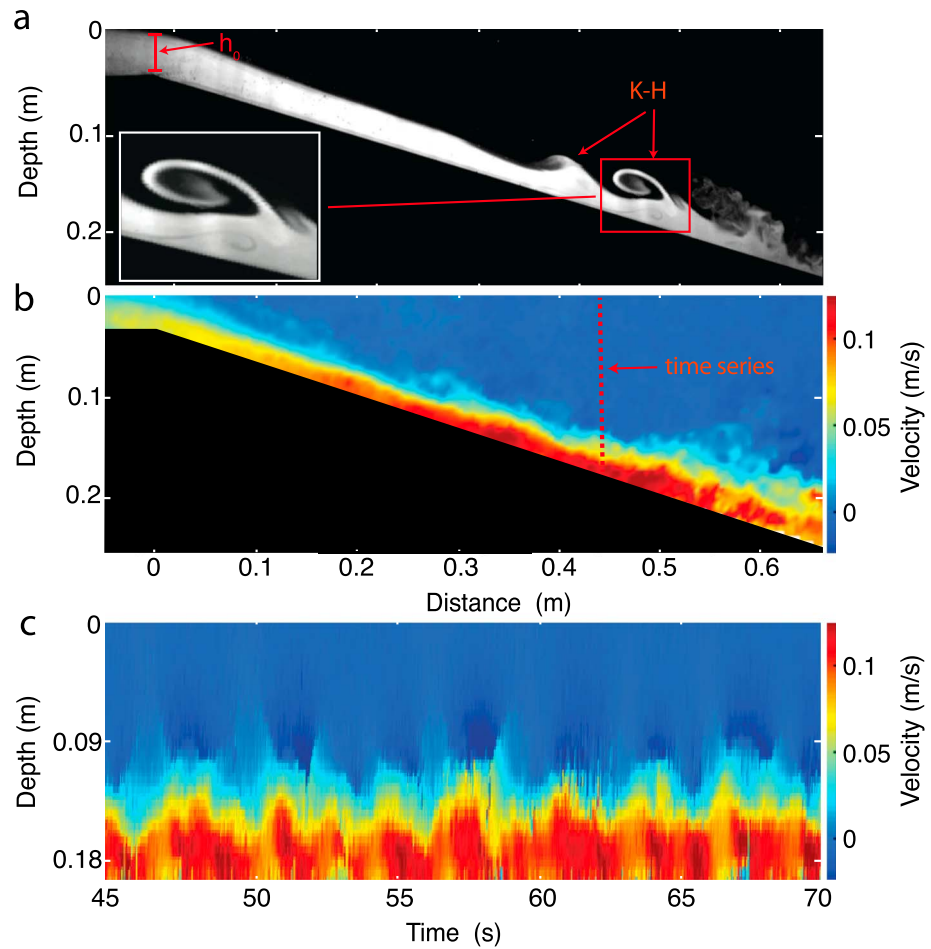 a
0
h0
K-H
Depth (m)
0.1
0.2
b
0
0.1
time series
0.1
Depth (m)
0.05
Velocity (m/s)
0.2
0
0
0.1
0.2
0.3
0.4
0.5
0.6
Distance (m)
c
0
0.1
Depth (m)
0.09
0.05
Velocity (m/s)
0
0.18
45
50
55
60
65
70
Time (s)